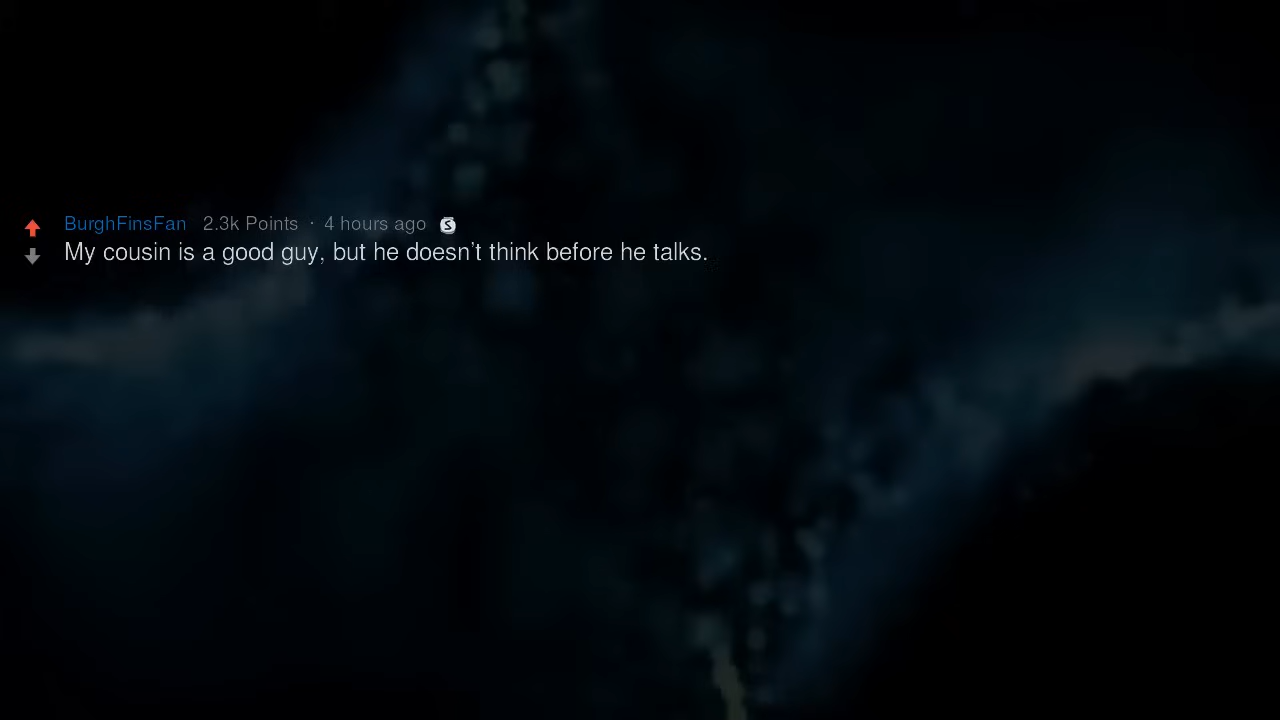 BurghFinsFan 2.3k Points · 4 hours ago S
My cousin is a good guy, but he doesn't think before he talks.